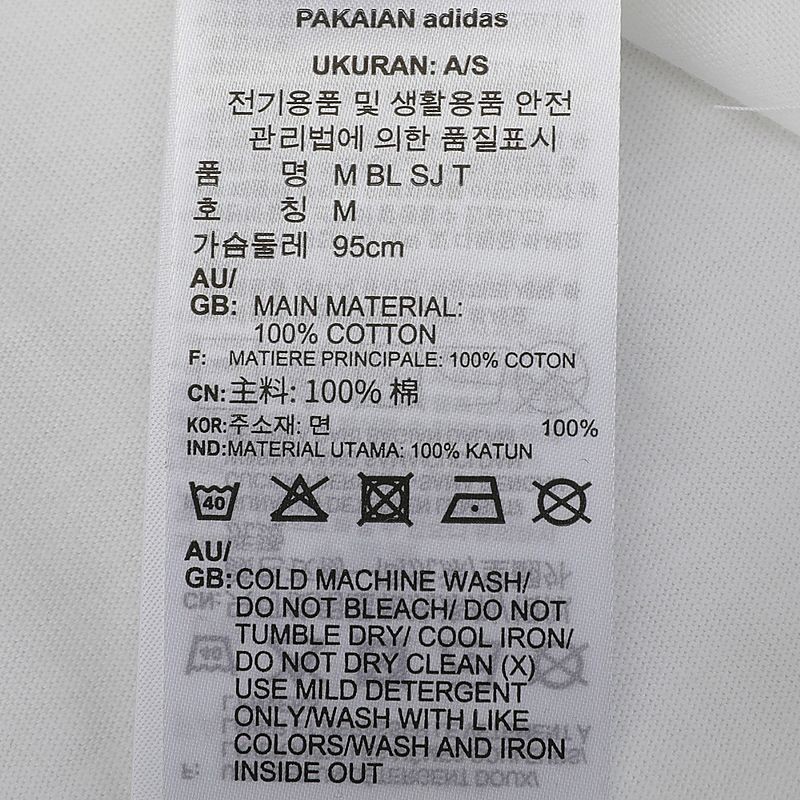 PAKAIAN adidas
UKURAN: A/S
전기용품 및 생활용품 안전
관리법에 의한 품질표시
품 명 M BL SJ T
호 칭 M
가슴둘레 95cm
AU/
GB: MAIN MATERIAL:
100% COTTON
F: MATIERE PRINCIPALE: 100% COTON
CN:主料: 100% 棉
KOR:주소재: 면 100%
IND:MATERIAL UTAMA: 100% KATUN
40
AU/
GB:COLD MACHINE WASH/
DO NOT BLEACH/ DO NOT
TUMBLE DRY/ COOL IRON/
DO NOT DRY CLEAN (X)
USE MILD DETERGENT
ONLY/WASH WITH LIKE
COLORS/WASH AND IRON
INSIDE OUT